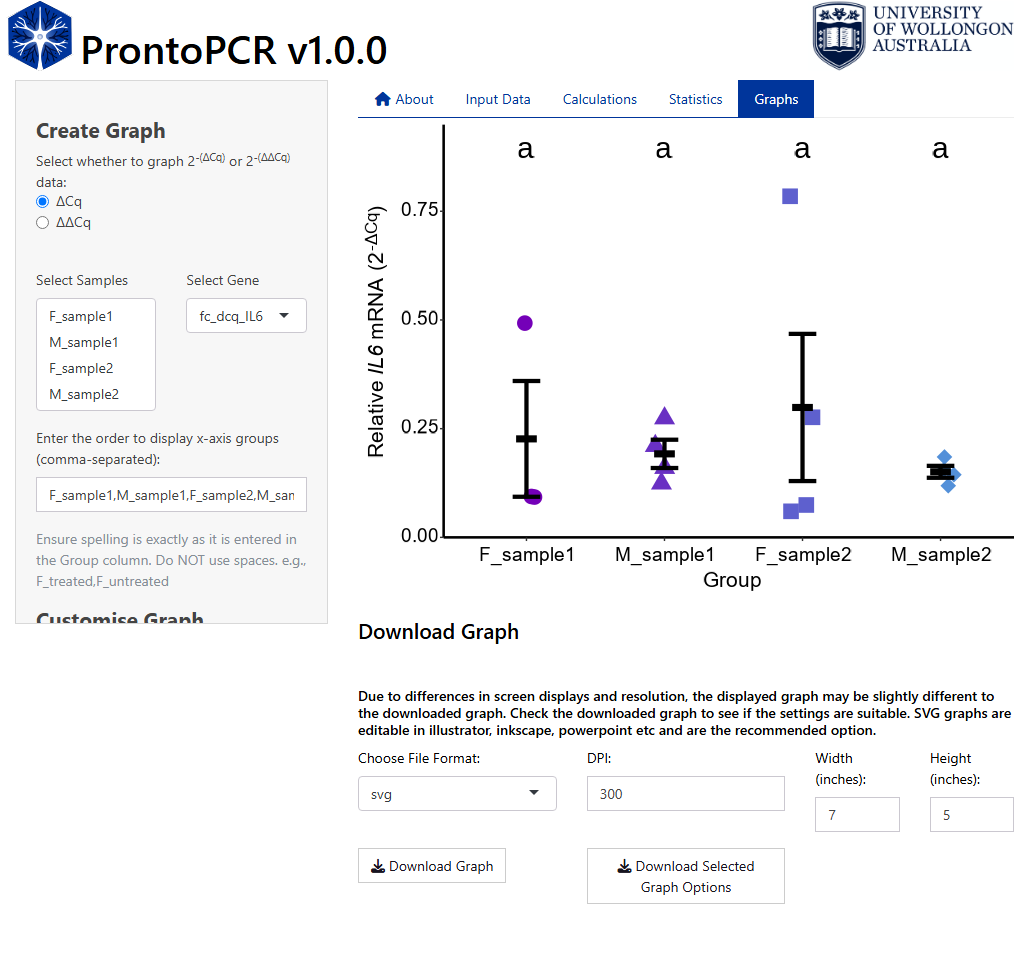 ProntoPCR v1.0.0
UNIVERSITY
OF WOLLONGONG
AUSTRALIA
Create Graph
Select whether to graph 2-(ΔCq) or 2-(ΔΔCq)
data:
ΔCq
ΔΔCq
Select Samples
Select Gene
F_sample1
M_sample1
F_sample2
M_sample2
fc_dcq_IL6
Enter the order to display x-axis groups
(comma-separated):
F_sample1,M_sample1,F_sample2,M_sam
Ensure spelling is exactly as it is entered in
the Group column. Do NOT use spaces. e.g.,
F_treated,F_untreated
Customise Graph
About Input Data Calculations Statistics Graphs
a a a a
Relative IL6 mRNA (2-ΔCq)
0.75
0.50
0.25
0.00
F_sample1 M_sample1 F_sample2 M_sample2
Group
Download Graph
Due to differences in screen displays and resolution, the displayed graph may be slightly different to
the downloaded graph. Check the downloaded graph to see if the settings are suitable. SVG graphs are
editable in illustrator, inkscape, powerpoint etc and are the recommended option.
Choose File Format:
svg
DPI:
300
Width
(inches):
7
Height
(inches):
5
Download Graph
Download Selected
Graph Options